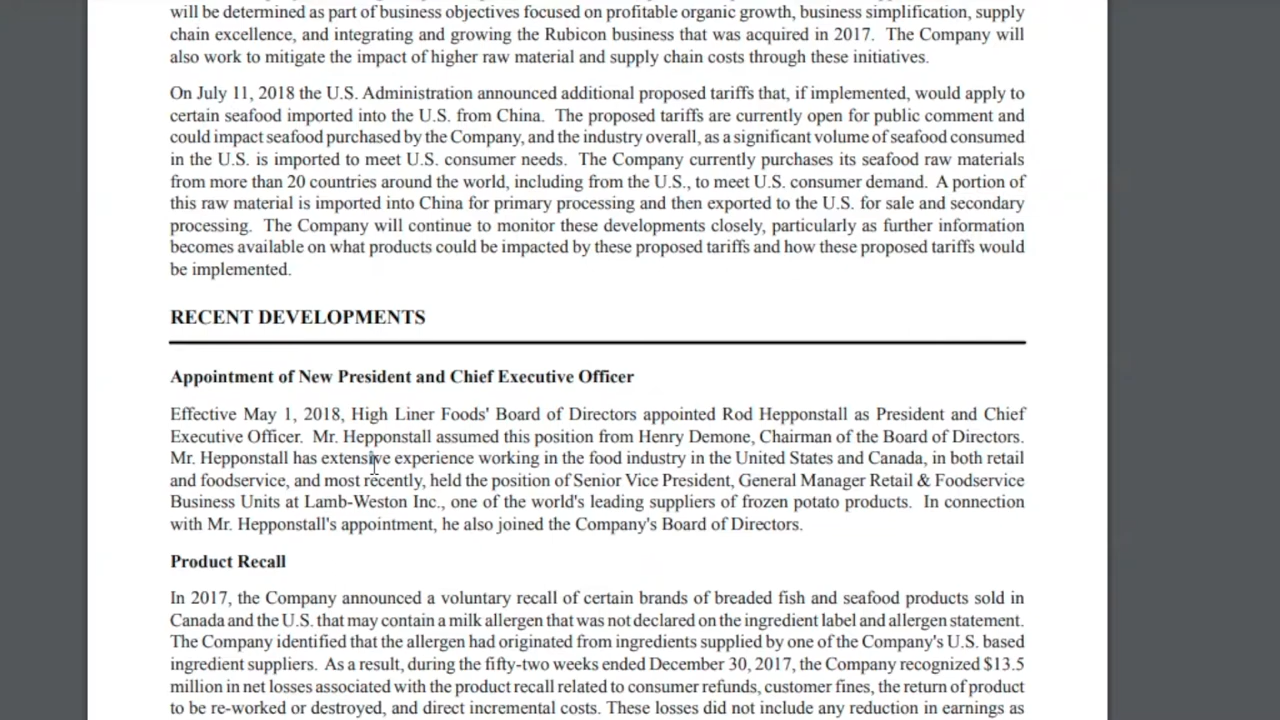 will be determined as part of business objectives focused on profitable organic growth, business simplification, supply
chain excellence, and integrating and growing the Rubicon business that was acquired in 2017.  The Company will
also work to mitigate the impact of higher raw material and supply chain costs through these initiatives.
On July 11, 2018 the U.S. Administration announced additional proposed tariffs that, if implemented, would apply to
certain seafood imported into the U.S. from China.  The proposed tariffs are currently open for public comment and
could impact seafood purchased by the Company, and the industry overall, as a significant volume of seafood consumed
in the U.S. is imported to meet U.S. consumer needs.  The Company currently purchases its seafood raw materials
from more than 20 countries around the world, including from the U.S., to meet U.S. consumer demand.  A portion of
this raw material is imported into China for primary processing and then exported to the U.S. for sale and secondary
processing.  The Company will continue to monitor these developments closely, particularly as further information
becomes available on what products could be impacted by these proposed tariffs and how these proposed tariffs would
be implemented.
RECENT DEVELOPMENTS
Appointment of New President and Chief Executive Officer
Effective May 1, 2018, High Liner Foods' Board of Directors appointed Rod Hepponstall as President and Chief
Executive Officer.  Mr. Hepponstall assumed this position from Henry Demone, Chairman of the Board of Directors.
Mr. Hepponstall has extensive experience working in the food industry in the United States and Canada, in both retail
and foodservice, and most recently, held the position of Senior Vice President, General Manager Retail & Foodservice
Business Units at Lamb-Weston Inc., one of the world's leading suppliers of frozen potato products.  In connection
with Mr. Hepponstall's appointment, he also joined the Company's Board of Directors.
Product Recall
In 2017, the Company announced a voluntary recall of certain brands of breaded fish and seafood products sold in
Canada and the U.S. that may contain a milk allergen that was not declared on the ingredient label and allergen statement.
The Company identified that the allergen had originated from ingredients supplied by one of the Company's U.S. based
ingredient suppliers.  As a result, during the fifty-two weeks ended December 30, 2017, the Company recognized $13.5
million in net losses associated with the product recall related to consumer refunds, customer fines, the return of product
to be re-worked or destroyed, and direct incremental costs. These losses did not include any reduction in earnings as